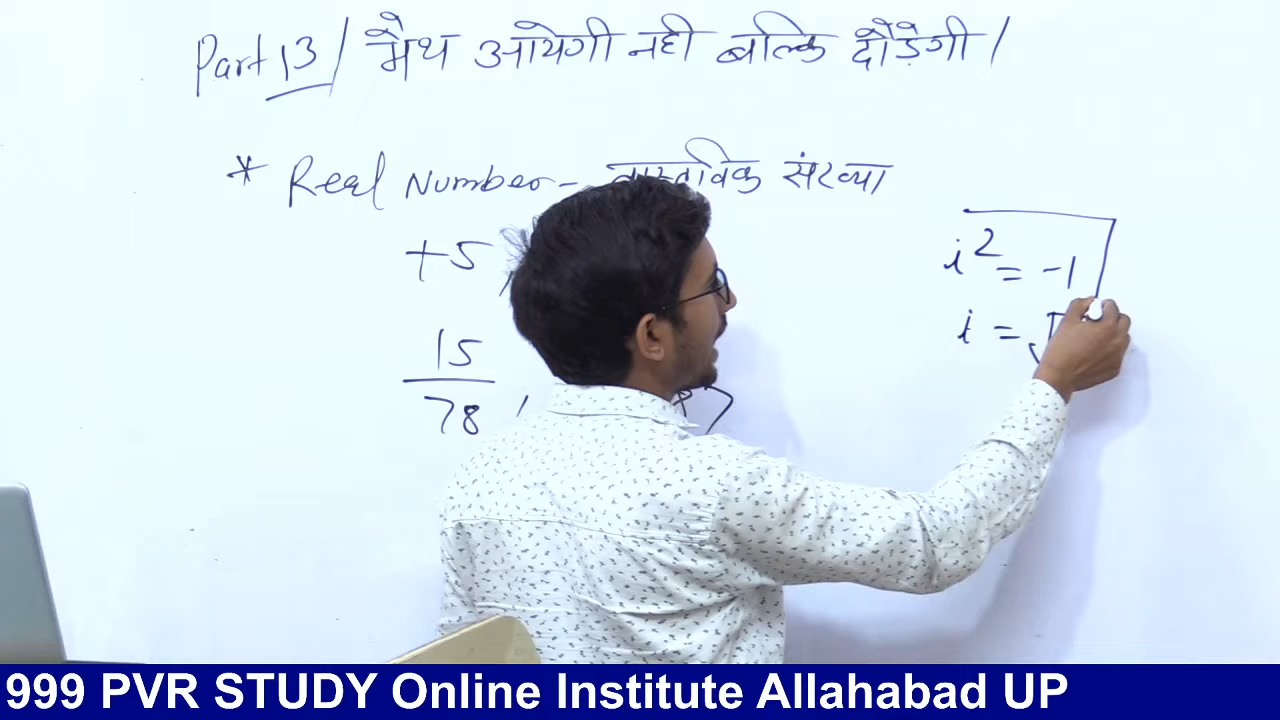 Part 13 / मैथ आयेगी नही बल्कि दौड़ेगी /
* Real Number - वास्तविक संख्या
+5,
15
78 ,
i² = -1
i =
999 PVR STUDY Online Institute Allahabad UP